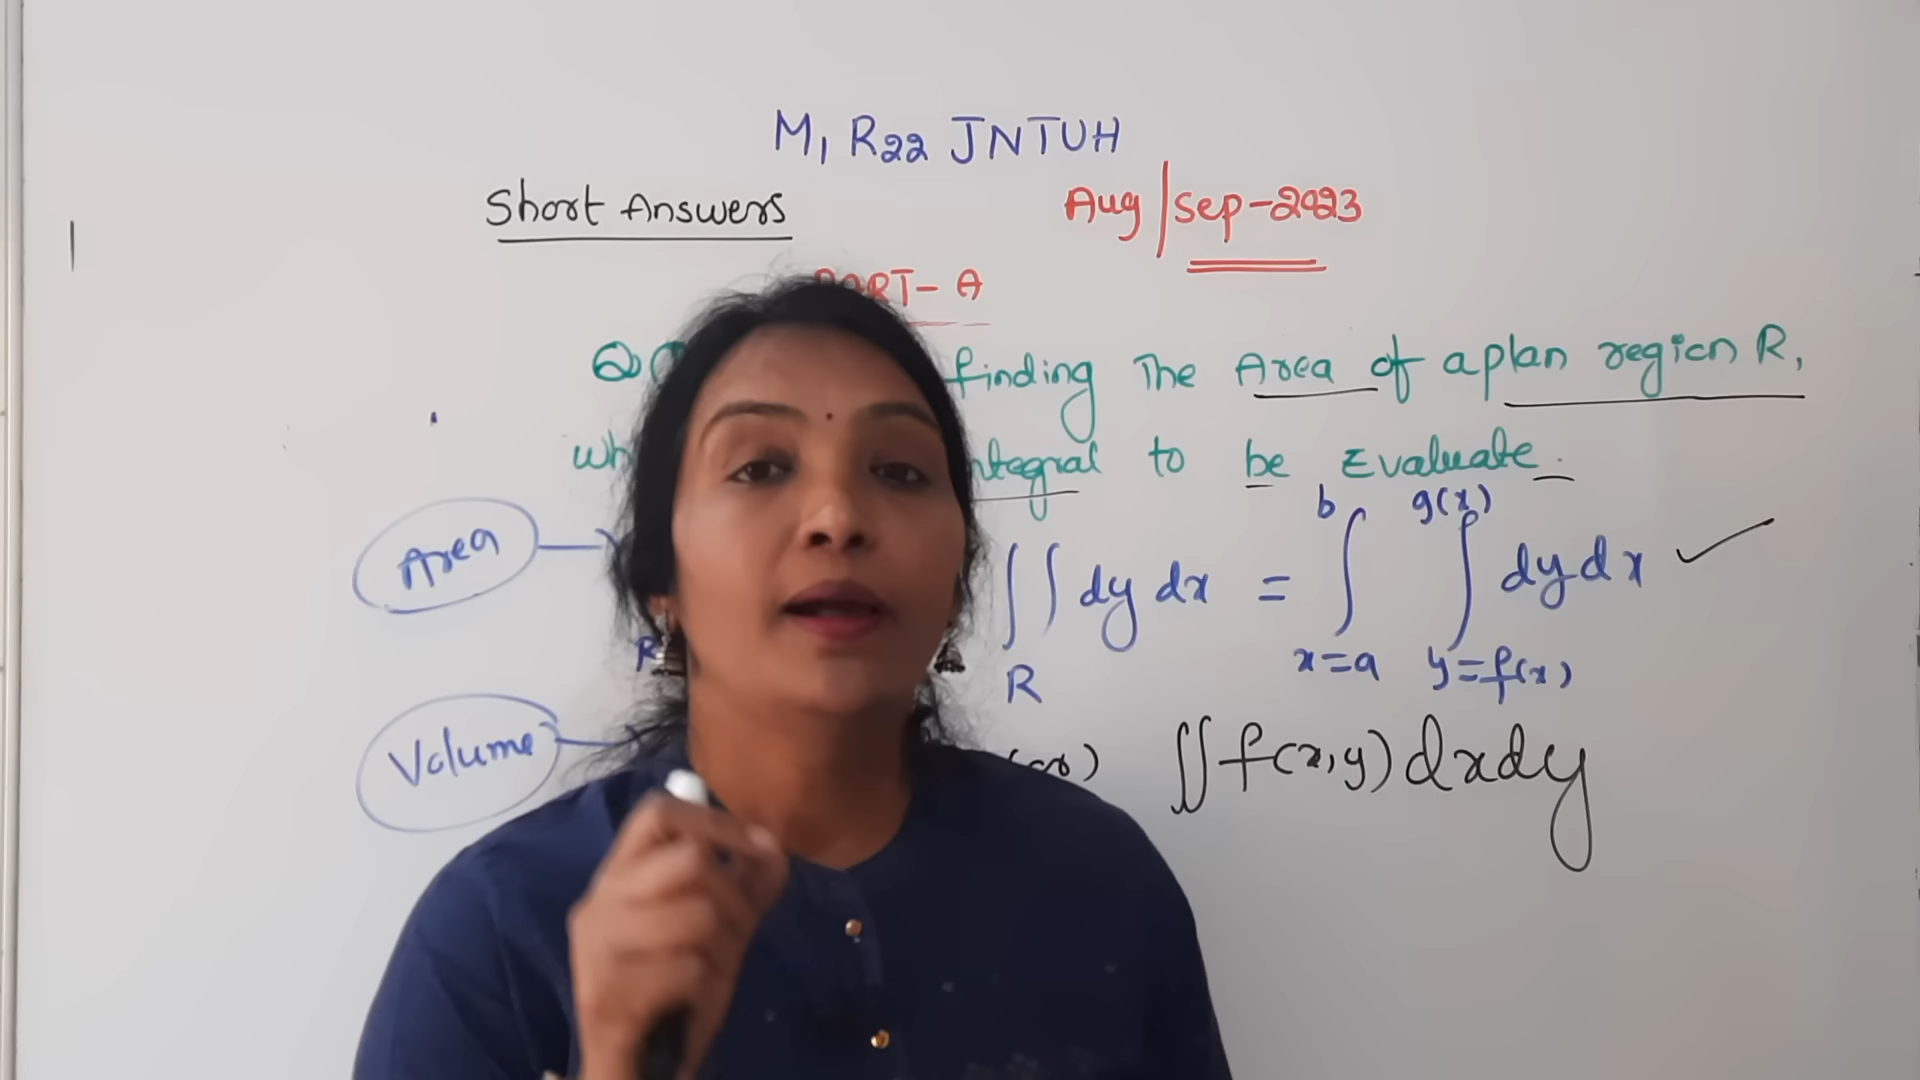 M1 R22 JNTUH
Short Answers Aug/Sep-2023
PART-A
finding The Area of a plan region R,
integral to be Evaluate.
Area ∫∫ dy dx = ∫ ∫ dy dx ✓
b g(x)
R R x=a y=f(x)
Volume (or) ∬ f(x,y) dxdy